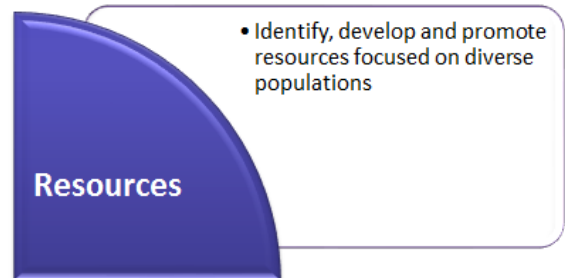 • Identify, develop and promote
resources focused on diverse
populations
Resources